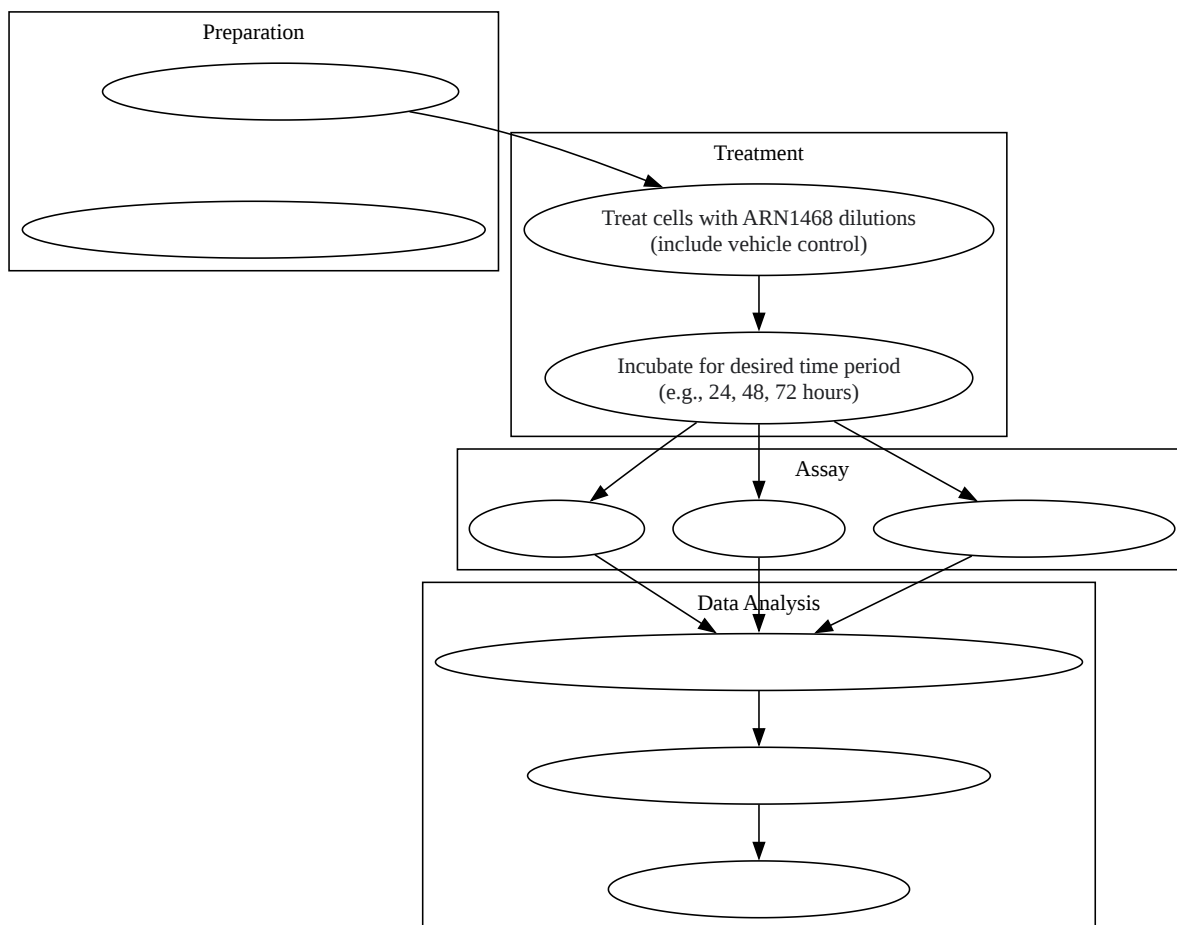 Preparation
Treatment
Treat cells with ARN1468 dilutions
(include vehicle control)
Incubate for desired time period
(e.g., 24, 48, 72 hours)
Assay
Data Analysis